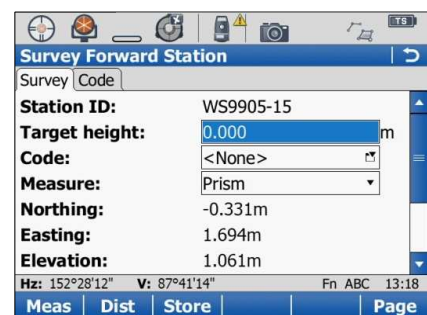 TS
Survey Forward Station
Survey Code
Station ID: WS9905-15
Target height: 0.000 m
Code: <None>
Measure: Prism
Northing: -0.331m
Easting: 1.694m
Elevation: 1.061m
Hz: 152°28'12" V: 87°41'14" Fn ABC 13:18
Meas Dist Store Page